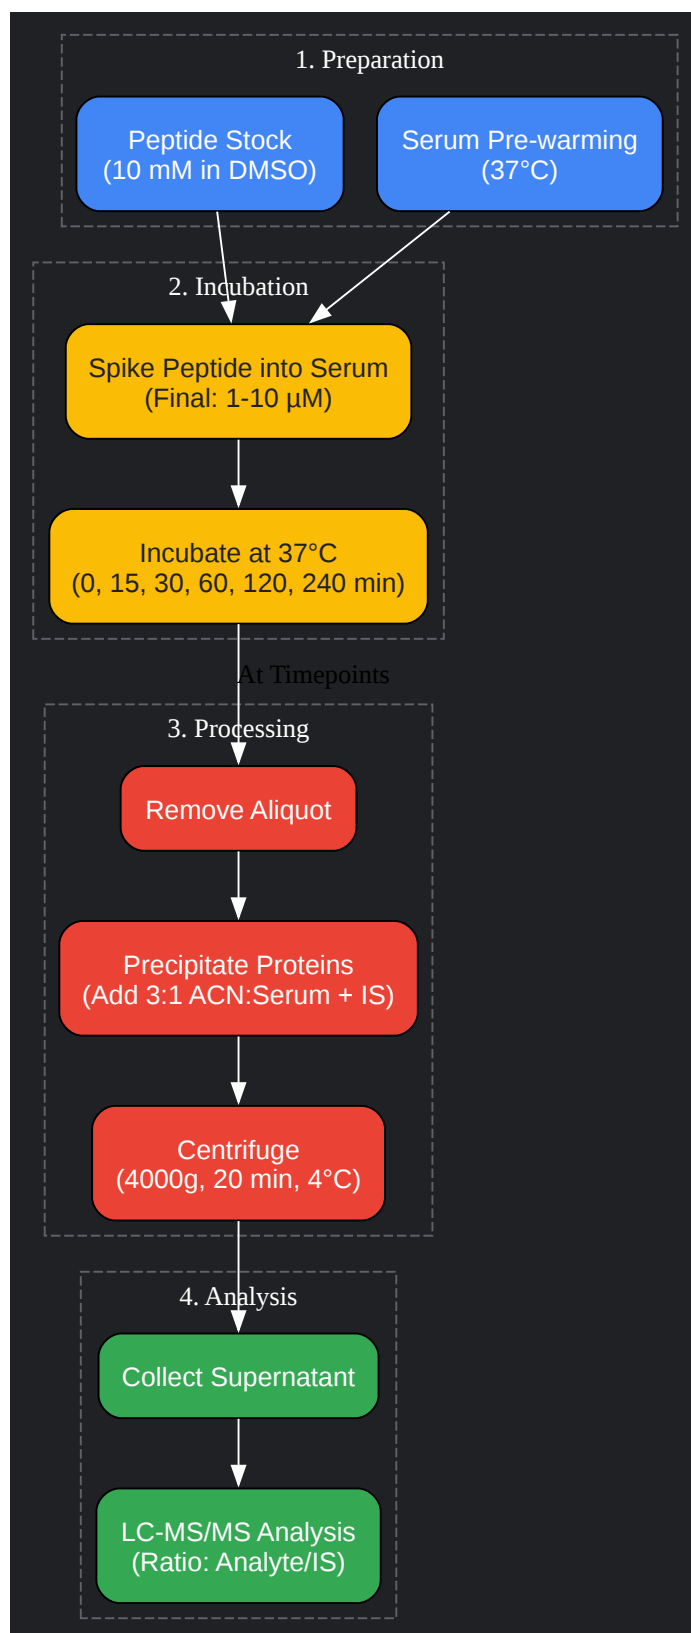 1. Preparation
Peptide Stock
(10 mM in DMSO)
Serum Pre-warming
(37°C)
2. Incubation
Spike Peptide into Serum
(Final: 1-10 µM)
Incubate at 37°C
(0, 15, 30, 60, 120, 240 min)
At Timepoints
3. Processing
Remove Aliquot
Precipitate Proteins
(Add 3:1 ACN:Serum + IS)
Centrifuge
(4000g, 20 min, 4°C)
4. Analysis
Collect Supernatant
LC-MS/MS Analysis
(Ratio: Analyte/IS)